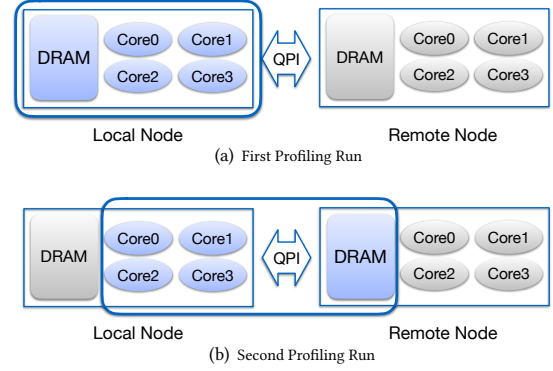 DRAM Core0 Core1 QPI DRAM Core0 Core1
Core2 Core3 Core2 Core3
Local Node Remote Node
(a) First Profiling Run
DRAM Core0 Core1 QPI DRAM Core0 Core1
Core2 Core3 Core2 Core3
Local Node Remote Node
(b) Second Profiling Run